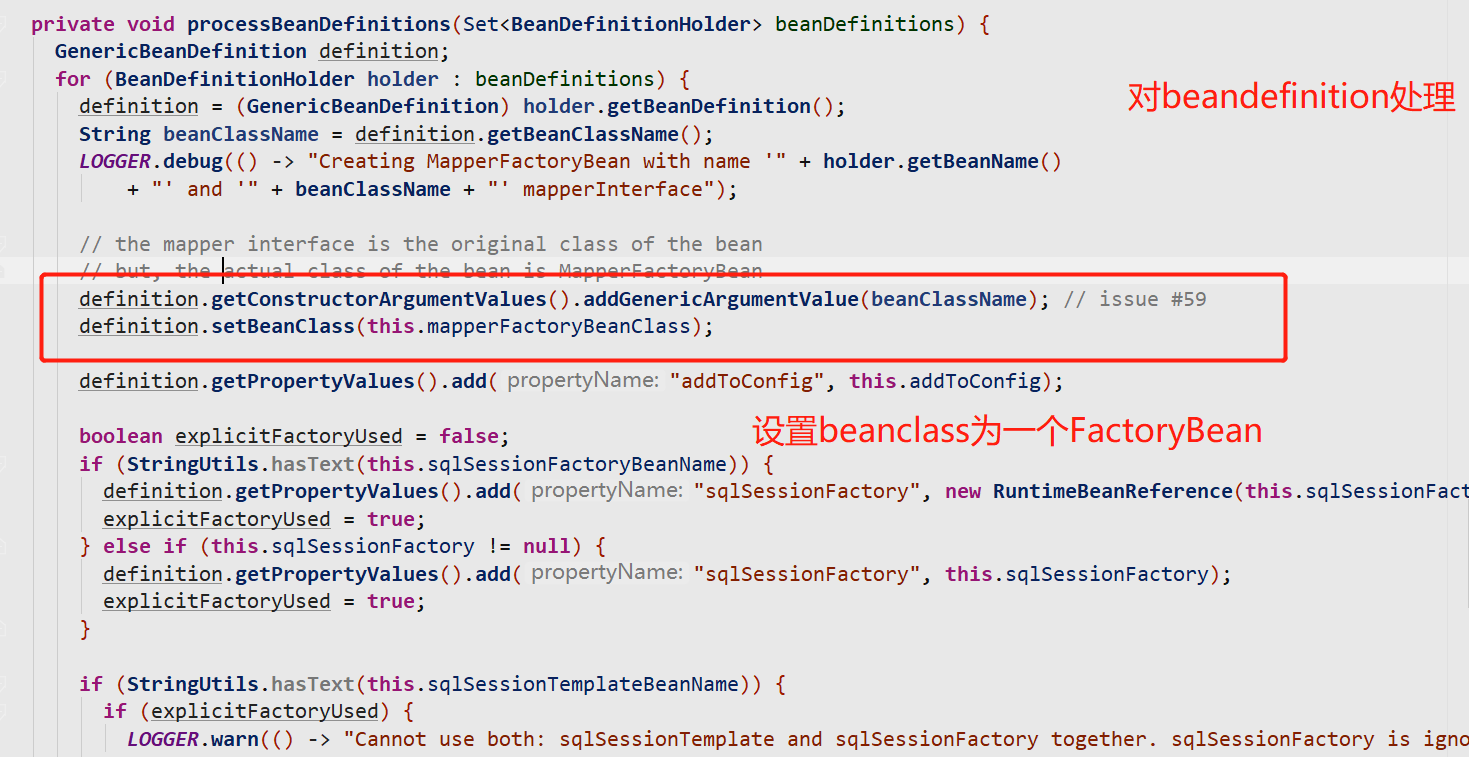 private void processBeanDefinitions(Set<BeanDefinitionHolder> beanDefinitions) {
GenericBeanDefinition definition;
for (BeanDefinitionHolder holder : beanDefinitions) {
对beandefinition处理
definition = (GenericBeanDefinition) holder.getBeanDefinition();
String beanClassName = definition.getBeanClassName();
LOGGER.debug(() -> "Creating MapperFactoryBean with name '" + holder.getBeanName()
+ "' and '" + beanClassName + "' mapperInterface");
// the mapper interface is the original class of the bean
// but, the actual class of the bean is MapperFactoryBean
definition.getConstructorArgumentValues().addGenericArgumentValue(beanClassName); // issue #59
definition.setBeanClass(this.mapperFactoryBeanClass);
definition.getPropertyValues().add( propertyName: "addToConfig", this.addToConfig);
设置beanclass为一个FactoryBean
boolean explicitFactoryUsed = false;
if (StringUtils.hasText(this.sqlSessionFactoryBeanName)) {
definition.getPropertyValues().add( propertyName: "sqlSessionFactory", new RuntimeBeanReference(this.sqlSessionFact
explicitFactoryUsed = true;
} else if (this.sqlSessionFactory != null) {
definition.getPropertyValues().add( propertyName: "sqlSessionFactory", this.sqlSessionFactory);
explicitFactoryUsed = true;
}
if (StringUtils.hasText(this.sqlSessionTemplateBeanName)) {
if (explicitFactoryUsed) {
LOGGER.warn(() -> "Cannot use both: sqlSessionTemplate and sqlSessionFactory together. sqlSessionFactory is igno